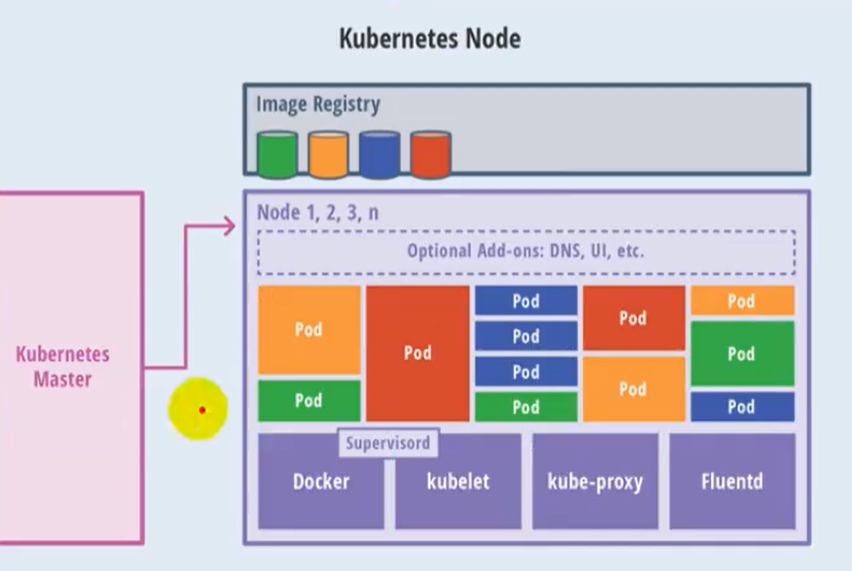 Kubernetes Node
Image Registry
Node 1, 2, 3, n
Optional Add-ons: DNS, UI, etc.
Kubernetes
Master
Pod
Pod
Pod
Pod
Pod
Pod
Pod
Pod
Pod
Pod
Pod
Pod
Supervisord
Docker
kubelet
kube-proxy
Fluentd